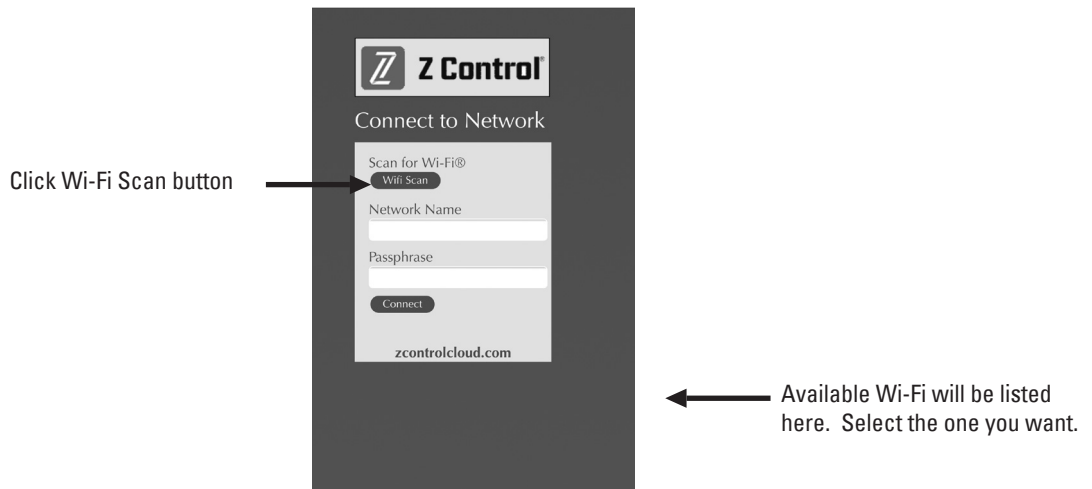 Z Control®
Connect to Network
Scan for Wi-Fi®
Click Wi-Fi Scan button
Wifi Scan
Network Name
Passphrase
Connect
zcontrolcloud.com
Available Wi-Fi will be listed
here.  Select the one you want.